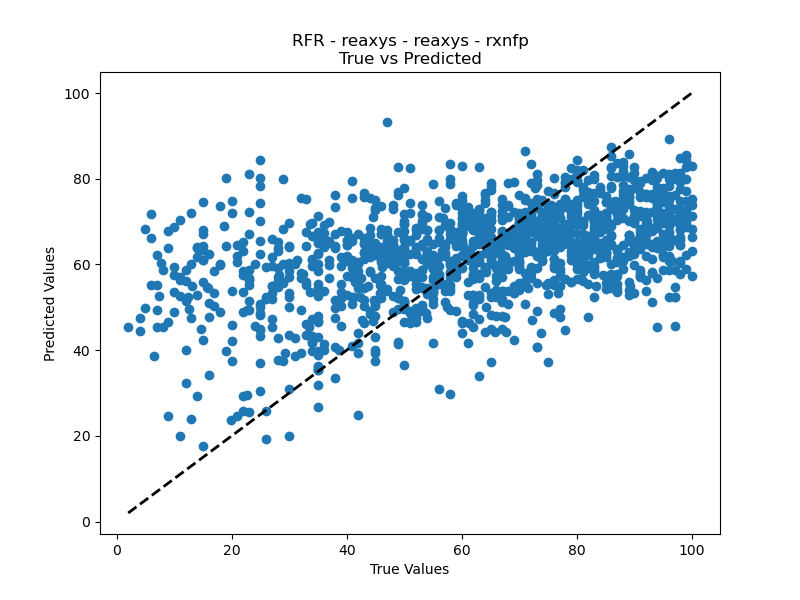 RFR - reaxys - reaxys - rxnfp
True vs Predicted
100
80
60
40
20
0
Predicted Values
0 20 40 60 80 100
True Values